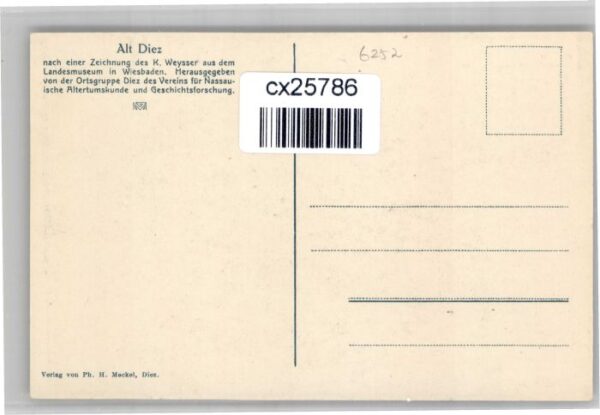 Alt Diez
nach einer Zeichnung des K. Weysser aus dem
Landesmuseum in Wiesbaden. Herausgegeben
von der Ortsgruppe Diez des Vereins für Nassau-
ische Altertumskunde und Geschichtsforschung.
6252
cx25786
Verlag von Ph. H. Meckel, Diez.